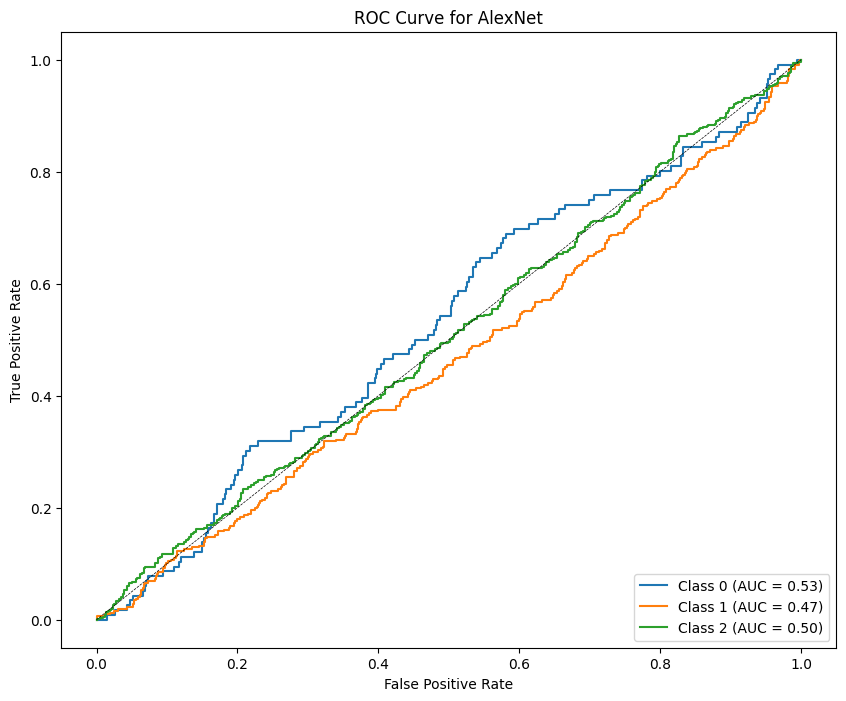 ROC Curve for AlexNet
1.0
0.8
0.6
0.4
0.2
0.0
True Positive Rate
0.0 0.2 0.4 0.6 0.8 1.0
False Positive Rate
Class 0 (AUC = 0.53)
Class 1 (AUC = 0.47)
Class 2 (AUC = 0.50)